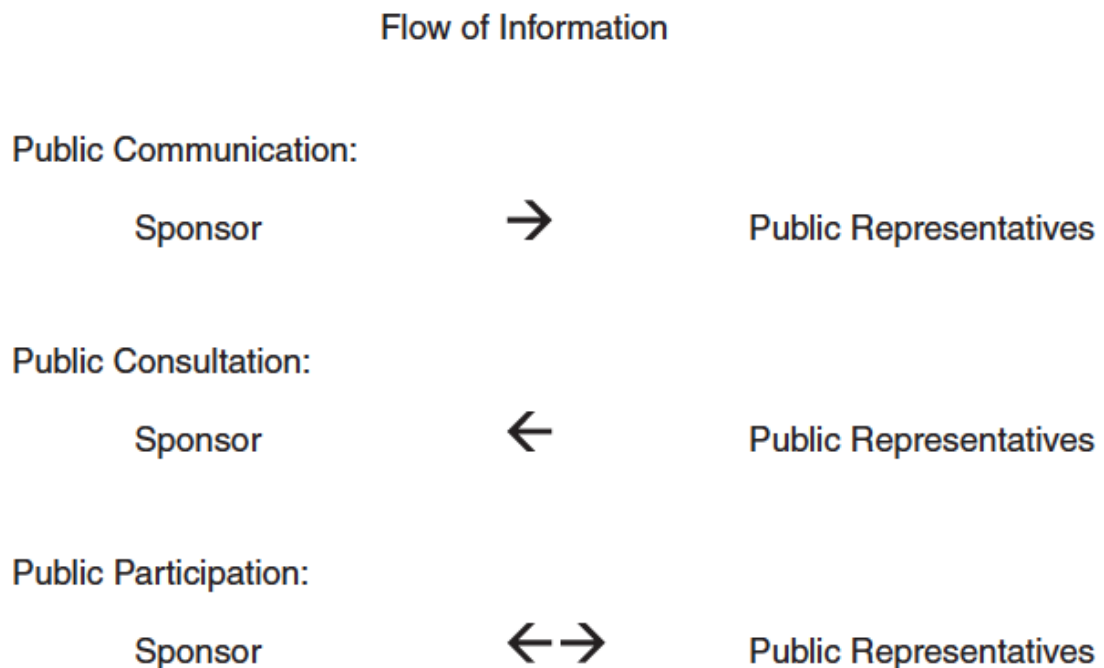 Flow of Information
Public Communication:
Sponsor → Public Representatives
Public Consultation:
Sponsor ← Public Representatives
Public Participation:
Sponsor ←→ Public Representatives